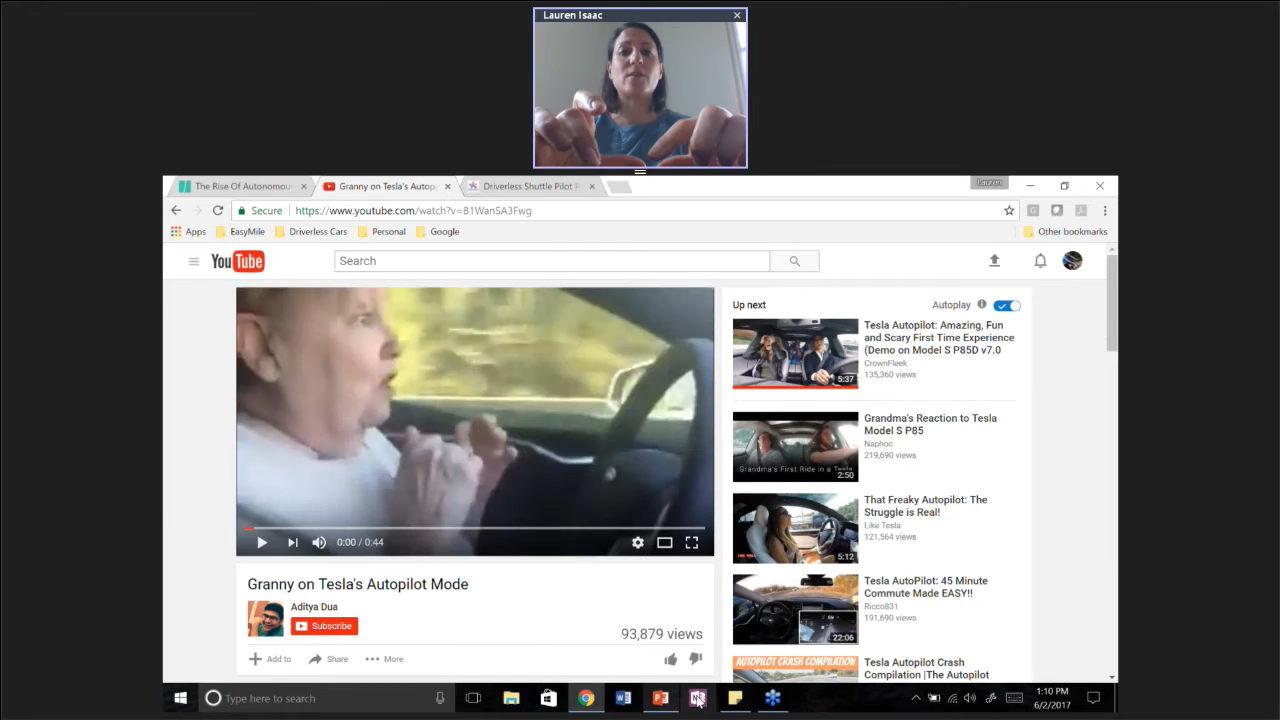 Lauren Isaac
The Rise Of Autonomou
Granny on Tesla's Autop
Driverless Shuttle Pilot P
Lauren
Secure
https://www.youtube.com/watch?v=B1WanSA3Fwg
Apps
EasyMile
Driverless Cars
Personal
Google
Other bookmarks
YouTube
Search
Up next
Autoplay
Tesla Autopilot: Amazing, Fun
and Scary First Time Experience
(Demo on Model S P85D v7.0
CrownFleek
135,360 views
5:37
Grandma's Reaction to Tesla
Model S P85
Naphoc
219,690 views
Grandma's First Ride in a Tesla
2:50
That Freaky Autopilot: The
Struggle is Real!
Like Tesla
121,564 views
5:12
0:00 / 0:44
Granny on Tesla's Autopilot Mode
Aditya Dua
Subscribe
93,879 views
Add to
Share
More
Tesla AutoPilot: 45 Minute
Commute Made EASY!!
Ricco831
191,690 views
22:06
AUTOPILOT CRASH COMPILATION
Tesla Autopilot Crash
Compilation |The Autopilot
Type here to search
1:10 PM
6/2/2017